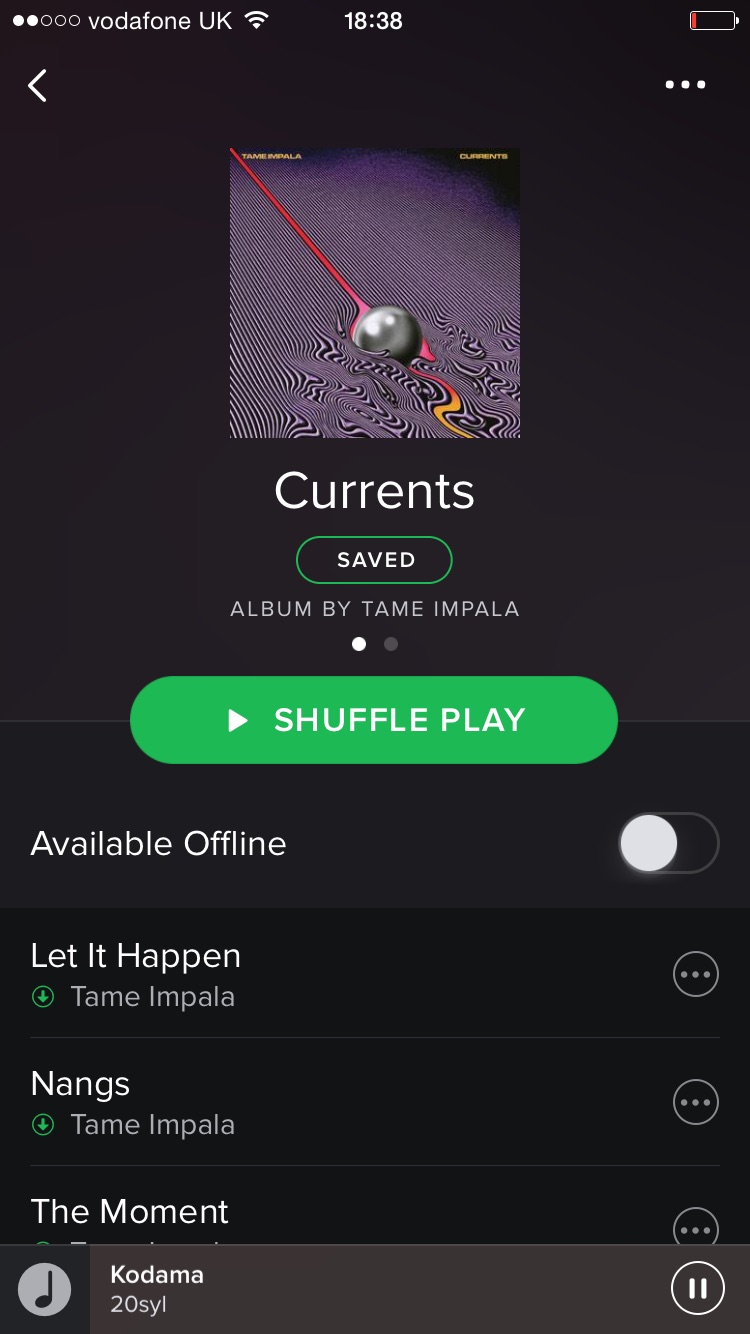 vodafone UK
18:38
TAME IMPALA
CURRENTS
Currents
SAVED
ALBUM BY TAME IMPALA
SHUFFLE PLAY
Available Offline
Let It Happen
Tame Impala
Nangs
Tame Impala
The Moment
Kodama
20syl